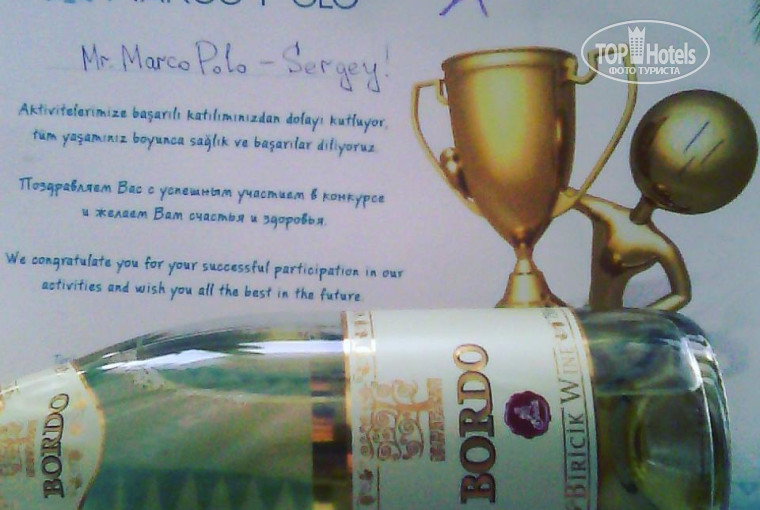 MARCO POLO
TOP Hotels
ФОТО ТУРИСТА
Mr. Marco Polo - Sergey!
Aktivitelerimize başarılı katılımınızdan dolayı kutluyor,
tüm yaşamınız boyunca sağlık ve başarılar diliyoruz.
Поздравляем Вас с успешным участием в конкурсе
и желаем Вам счастья и здоровья.
We congratulate you for your successful participation in our
activities and wish you all the best in the future.
BORDO
BORDO
BIRICIK WINE